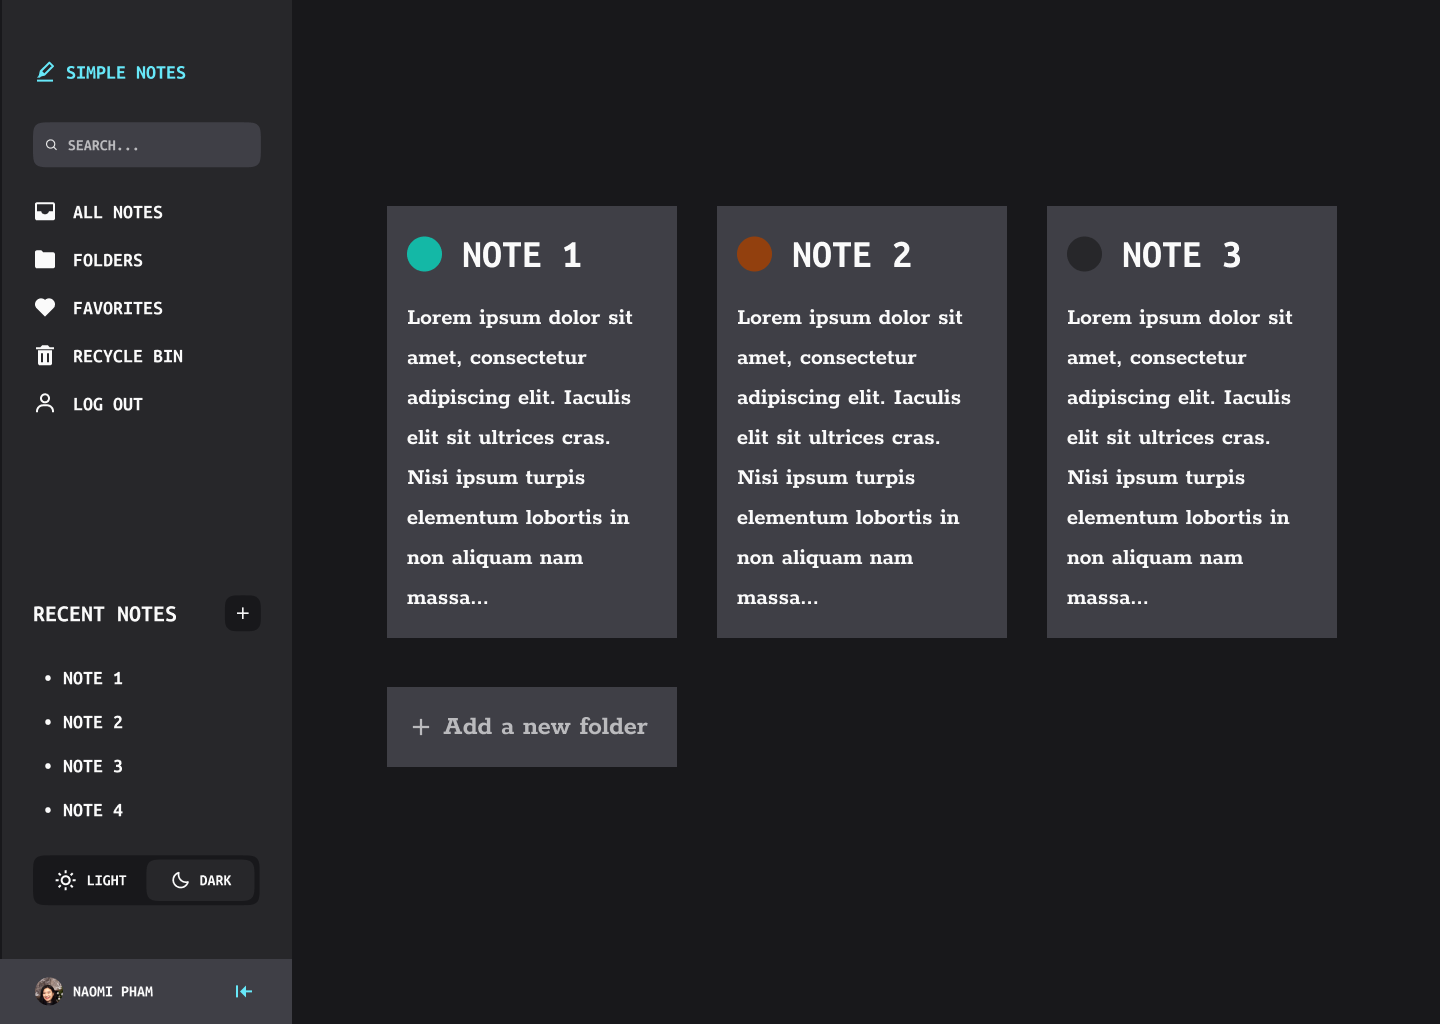 SIMPLE NOTES
SEARCH...
ALL NOTES
FOLDERS
FAVORITES
RECYCLE BIN
LOG OUT
RECENT NOTES
• NOTE 1
• NOTE 2
• NOTE 3
• NOTE 4
LIGHT
DARK
NAOMI PHAM
NOTE 1
Lorem ipsum dolor sit
amet, consectetur
adipiscing elit. Iaculis
elit sit ultrices cras.
Nisi ipsum turpis
elementum lobortis in
non aliquam nam
massa...
NOTE 2
Lorem ipsum dolor sit
amet, consectetur
adipiscing elit. Iaculis
elit sit ultrices cras.
Nisi ipsum turpis
elementum lobortis in
non aliquam nam
massa...
NOTE 3
Lorem ipsum dolor sit
amet, consectetur
adipiscing elit. Iaculis
elit sit ultrices cras.
Nisi ipsum turpis
elementum lobortis in
non aliquam nam
massa...
+ Add a new folder